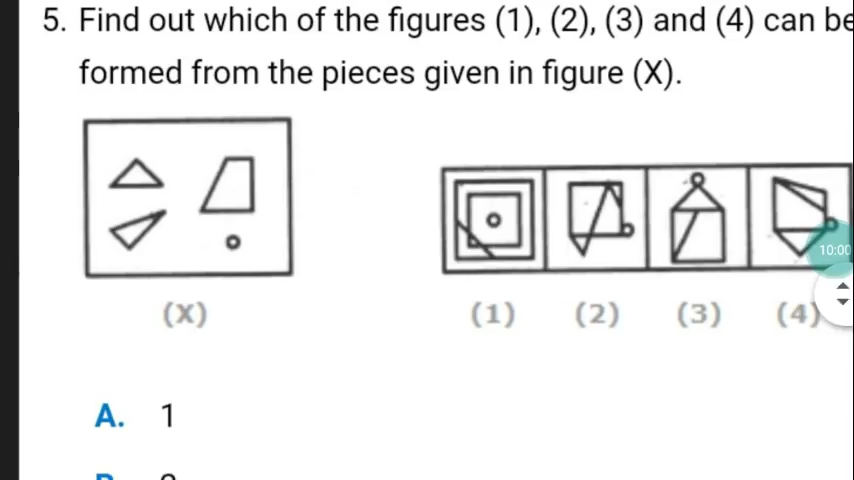 5. Find out which of the figures (1), (2), (3) and (4) can be
formed from the pieces given in figure (X).
10:00
(X) (1) (2) (3) (4)
A. 1